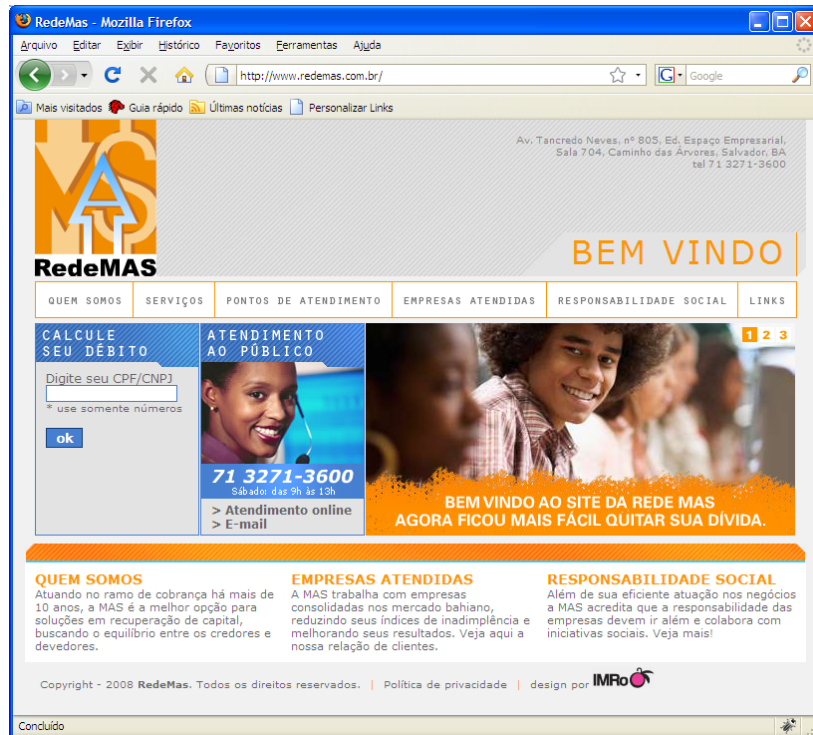 RedeMas - Mozilla Firefox
Arquivo Editar Exibir Histórico Favoritos Ferramentas Ajuda
http://www.redemas.com.br/
G Google
Mais visitados Guia rápido Últimas notícias Personalizar Links
Av. Tancredo Neves, nº 805, Ed. Espaço Empresarial,
Sala 704, Caminho das Árvores, Salvador, BA
tel 71 3271-3600
MAS
RedeMAS
BEM VINDO
QUEM SOMOS SERVIÇOS PONTOS DE ATENDIMENTO EMPRESAS ATENDIDAS RESPONSABILIDADE SOCIAL LINKS
CALCULE
SEU DÉBITO
Digite seu CPF/CNPJ
* use somente números
ok
ATENDIMENTO
AO PÚBLICO
71 3271-3600
Sábado: das 9h às 13h
> Atendimento online
> E-mail
1 2 3
BEM VINDO AO SITE DA REDE MAS
AGORA FICOU MAIS FÁCIL QUITAR SUA DÍVIDA.
QUEM SOMOS
Atuando no ramo de cobrança há mais de
10 anos, a MAS é a melhor opção para
soluções em recuperação de
capital,
buscando o equilíbrio entre os credores e
devedores.
EMPRESAS ATENDIDAS
A MAS trabalha com empresas
consolidadas nos mercado bahiano,
reduzindo seus índices de inadimplência e
melhorando seus resultados. Veja aqui a
nossa relação de clientes.
RESPONSABILIDADE SOCIAL
Além de sua eficiente atuação nos negócios
a MAS acredita que a responsabilidade das
empresas devem ir além e colabora com
iniciativas sociais. Veja mais!
Copyright - 2008 RedeMas. Todos os direitos reservados. | Política de privacidade | design por IMRo
Concluído